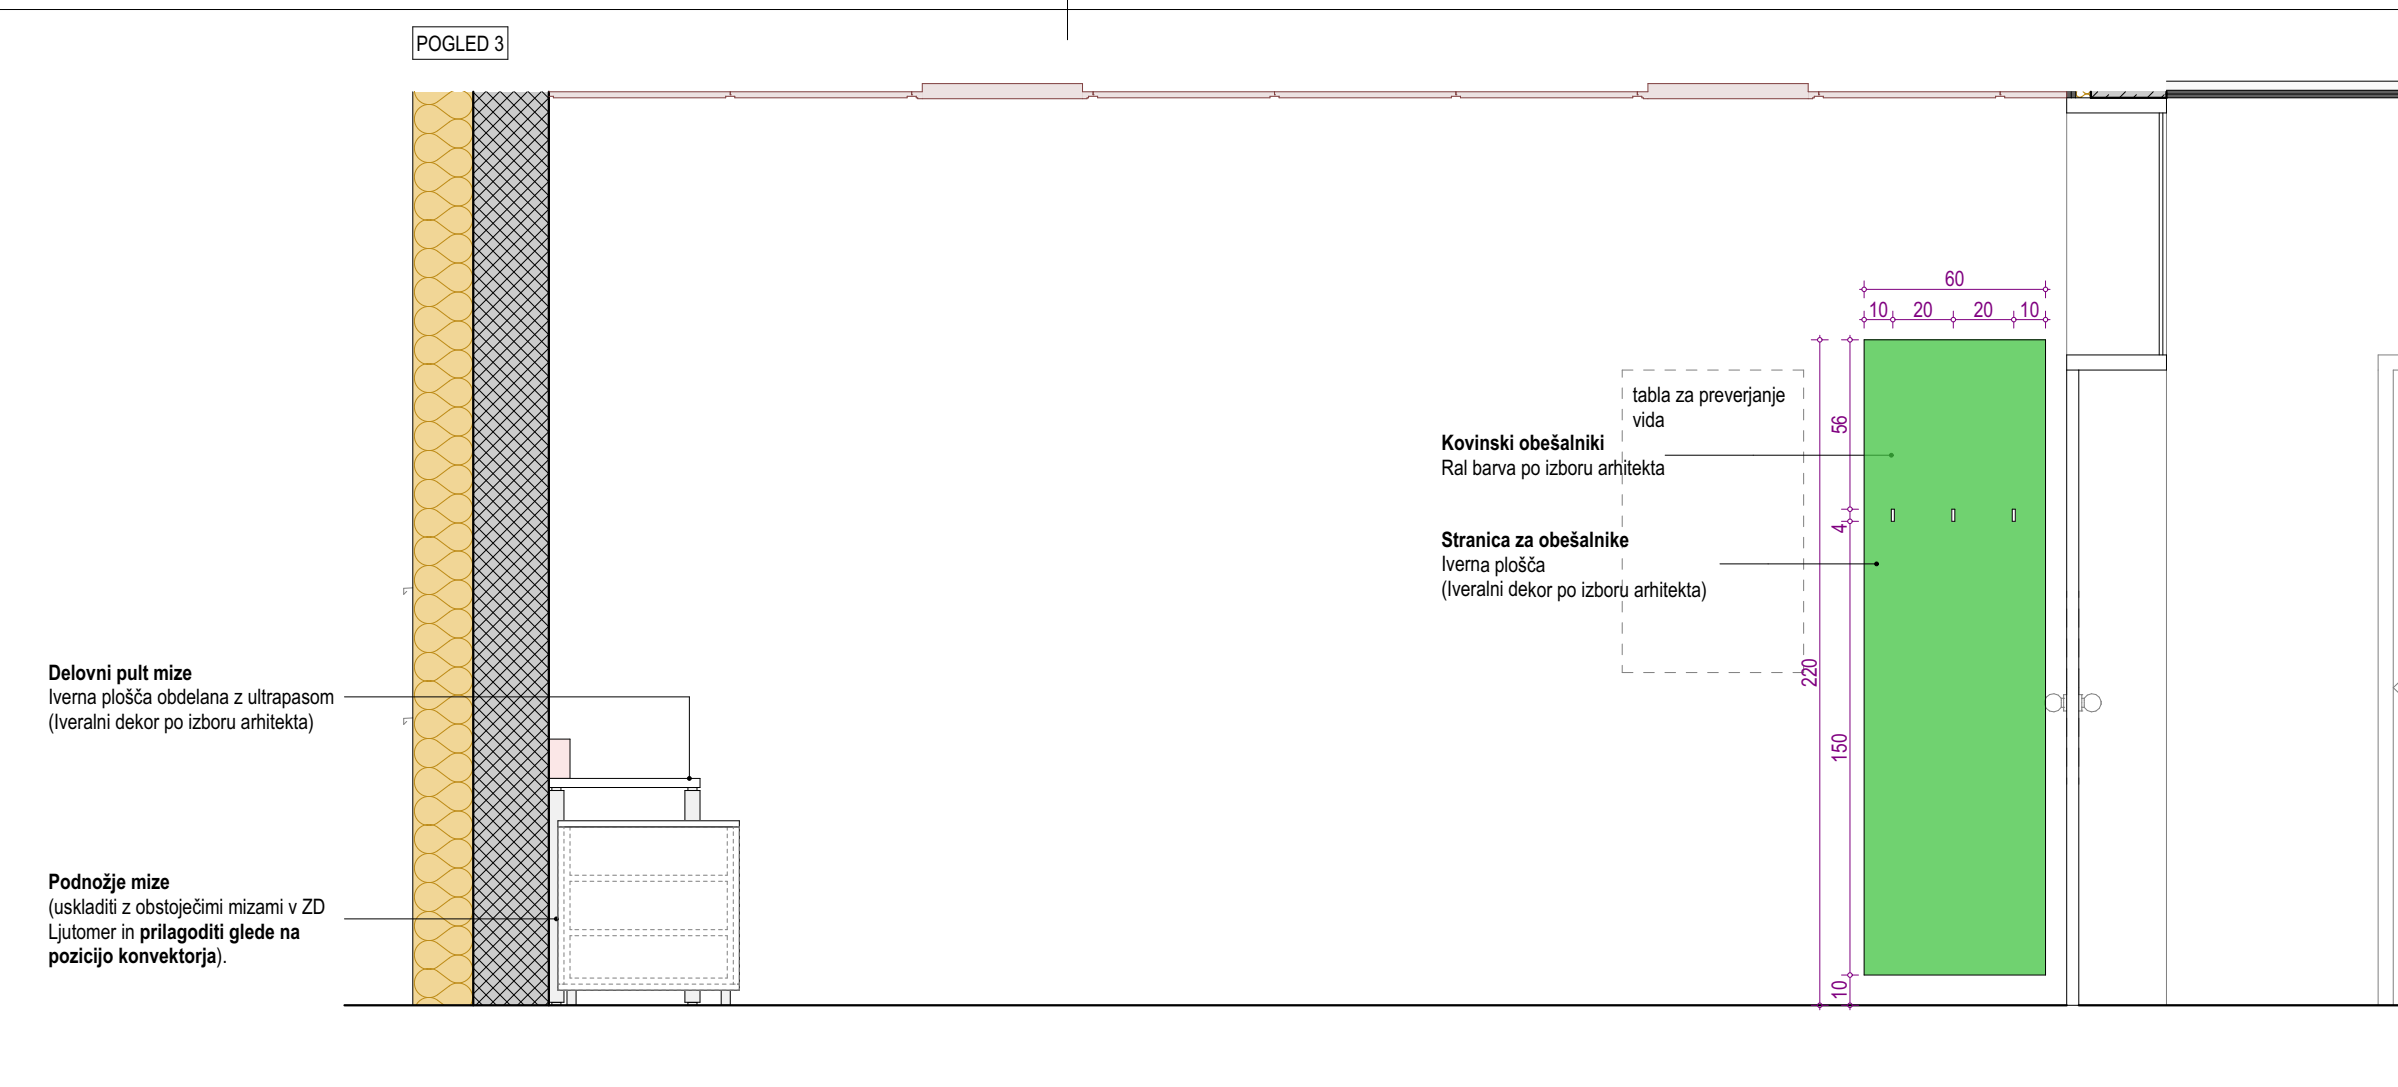 POGLED 3
60
10 20 20 10
tabla za preverjanje
vida
56
Kovinski obešalniki
Ral barva po izboru arhitekta
4
Stranica za obešalnike
Iverna plošča
(Iveralni dekor po izboru arhitekta)
220
150
10
Delovni pult mize
Iverna plošča obdelana z ultrapasom
(Iveralni dekor po izboru arhitekta)
Podnožje mize
(uskladiti z obstoječimi mizami v ZD
Ljutomer in prilagoditi glede na
pozicijo konvektorja).